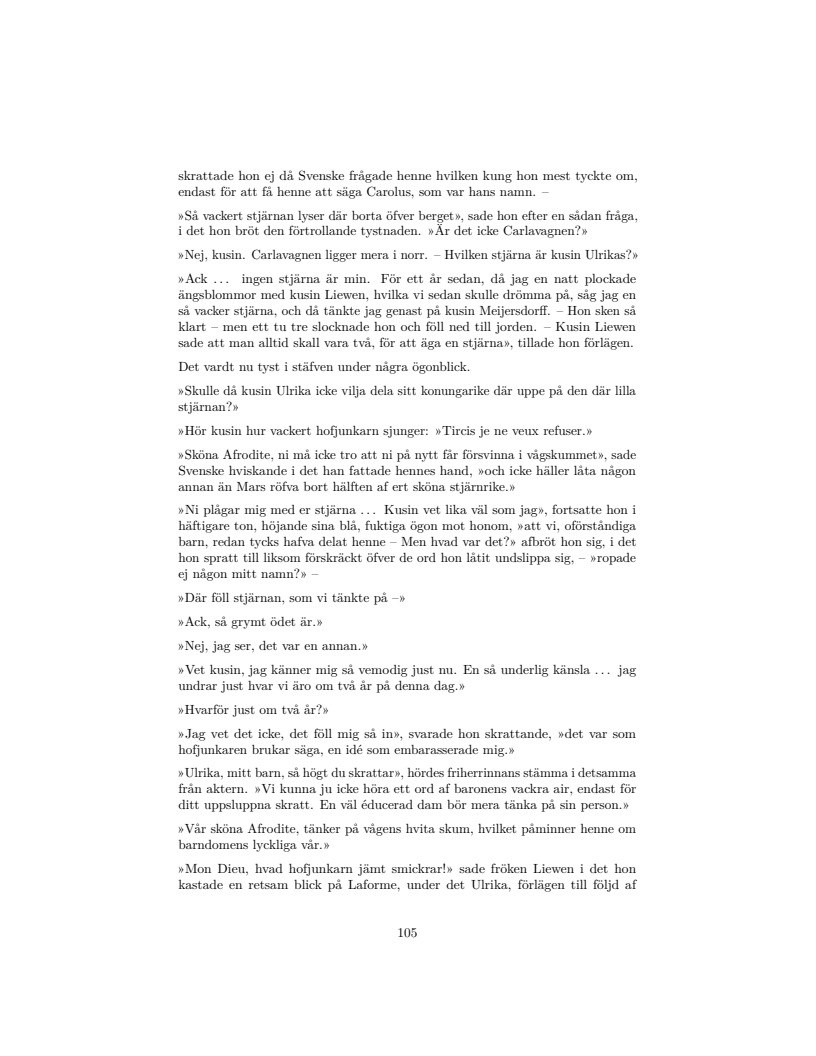 skrattade hon ej då Svenske frågade henne hvilken kung hon mest tyckte om,
endast för att få henne att säga Carolus, som var hans namn. –
»Så vackert stjärnan lyser där borta öfver berget», sade hon efter en sådan fråga,
i det hon bröt den förtrollande tystnaden. »Är det icke Carlavagnen?»
»Nej, kusin. Carlavagnen ligger mera i norr. – Hvilken stjärna är kusin Ulrikas?»
»Ack ... ingen stjärna är min. För ett år sedan, då jag en natt plockade
ängsblommor med kusin Liewen, hvilka vi sedan skulle drömma på, såg jag en
så vacker stjärna, och då tänkte jag genast på kusin Meijersdorff. – Hon sken så
klart – men ett tu tre slocknade hon och föll ned till jorden. – Kusin Liewen
sade att man alltid skall vara två, för att äga en stjärna», tillade hon förlägen.
Det vardt nu tyst i stäfven under några ögonblick.
»Skulle då kusin Ulrika icke vilja dela sitt konungarike där uppe på den där lilla
stjärnan?»
»Hör kusin hur vackert hofjunkarn sjunger: »Tircis je ne veux refuser.»
»Sköna Afrodite, ni må icke tro att ni på nytt får försvinna i vågskummet», sade
Svenske hviskande i det han fattade hennes hand, »och icke häller låta någon
annan än Mars röfva bort hälften af ert sköna stjärnrike.»
»Ni plågar mig med er stjärna ... Kusin vet lika väl som jag», fortsatte hon i
häftigare ton, höjande sina blå, fuktiga ögon mot honom, »att vi, oförståndiga
barn, redan tycks hafva delat henne – Men hvad var det?» afbröt hon sig, i det
hon spratt till liksom förskräckt öfver de ord hon låtit undslippa sig, – »ropade
ej någon mitt namn?» –
»Där föll stjärnan, som vi tänkte på –»
»Ack, så grymt ödet är.»
»Nej, jag ser, det var en annan.»
»Vet kusin, jag känner mig så vemodig just nu. En så underlig känsla ... jag
undrar just hvar vi äro om två år på denna dag.»
»Hvarför just om två år?»
»Jag vet det icke, det föll mig så in», svarade hon skrattande, »det var som
hofjunkaren brukar säga, en idé som embarasserade mig.»
»Ulrika, mitt barn, så högt du skrattar», hördes friherrinnans stämma i detsamma
från aktern. »Vi kunna ju icke höra ett ord af baronens vackra air, endast för
ditt uppsluppna skratt. En väl éducerad dam bör mera tänka på sin person.»
»Vår sköna Afrodite, tänker på vågens hvita skum, hvilket påminner henne om
barndomens lyckliga vår.»
»Mon Dieu, hvad hofjunkarn jämt smickrar!» sade fröken Liewen i det hon
kastade en retsam blick på Laforme, under det Ulrika, förlägen till följd af
105